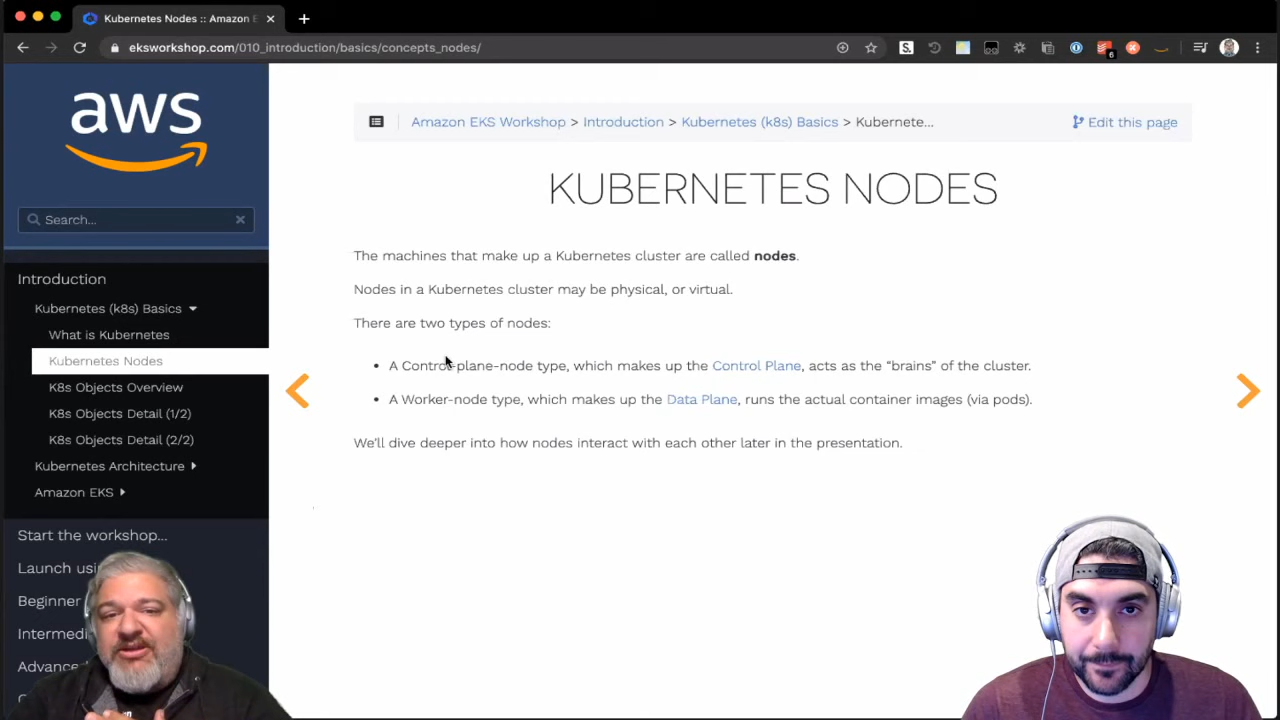 Kubernetes Nodes :: Amazon E
eksworkshop.com/010_introduction/basics/concepts_nodes/
6
aws
Search...
Introduction
Kubernetes (k8s) Basics
What is Kubernetes
Kubernetes Nodes
K8s Objects Overview
K8s Objects Detail (1/2)
K8s Objects Detail (2/2)
Kubernetes Architecture
Amazon EKS
Start the workshop...
Launch usi
Beginner
Intermedi
Advance
Amazon EKS Workshop > Introduction > Kubernetes (k8s) Basics > Kubernete...
Edit this page
KUBERNETES NODES
The machines that make up a Kubernetes cluster are called nodes.
Nodes in a Kubernetes cluster may be physical, or virtual.
There are two types of nodes:
• A Control-plane-node type, which makes up the Control Plane, acts as the “brains” of the cluster.
• A Worker-node type, which makes up the Data Plane, runs the actual container images (via pods).
We’ll dive deeper into how nodes interact with each other later in the presentation.